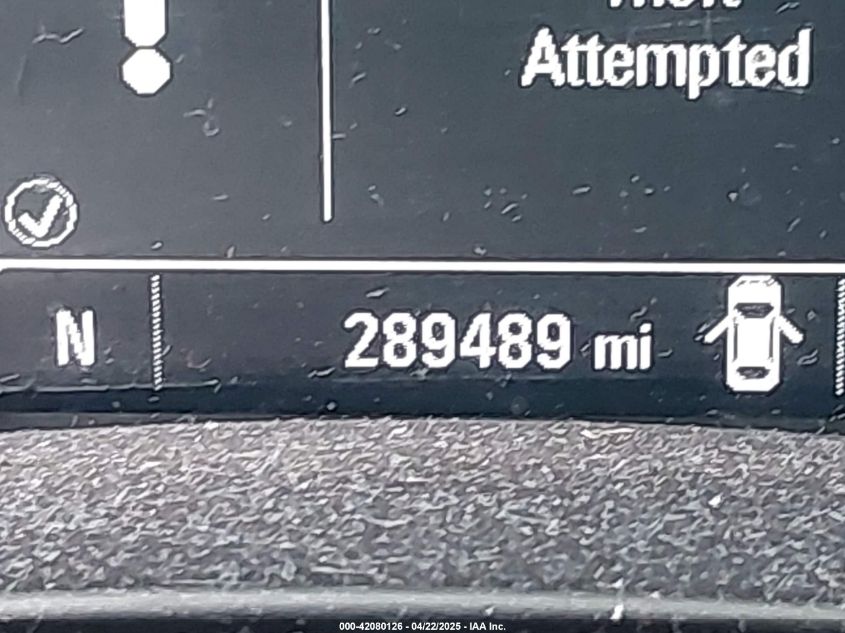 Attempted
N
289489 mi
000-42080126 - 04/22/2025 - IAA Inc.